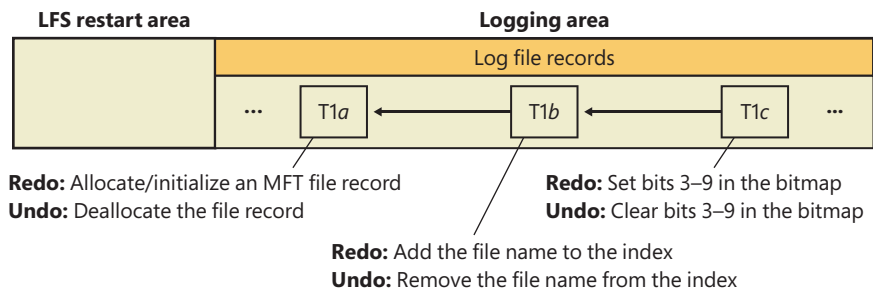 LFS restart area
Logging area
Log file records
... T1a T1b T1c ...
Redo: Allocate/initialize an MFT file record
Undo: Deallocate the file record
Redo: Set bits 3–9 in the bitmap
Undo: Clear bits 3–9 in the bitmap
Redo: Add the file name to the index
Undo: Remove the file name from the index